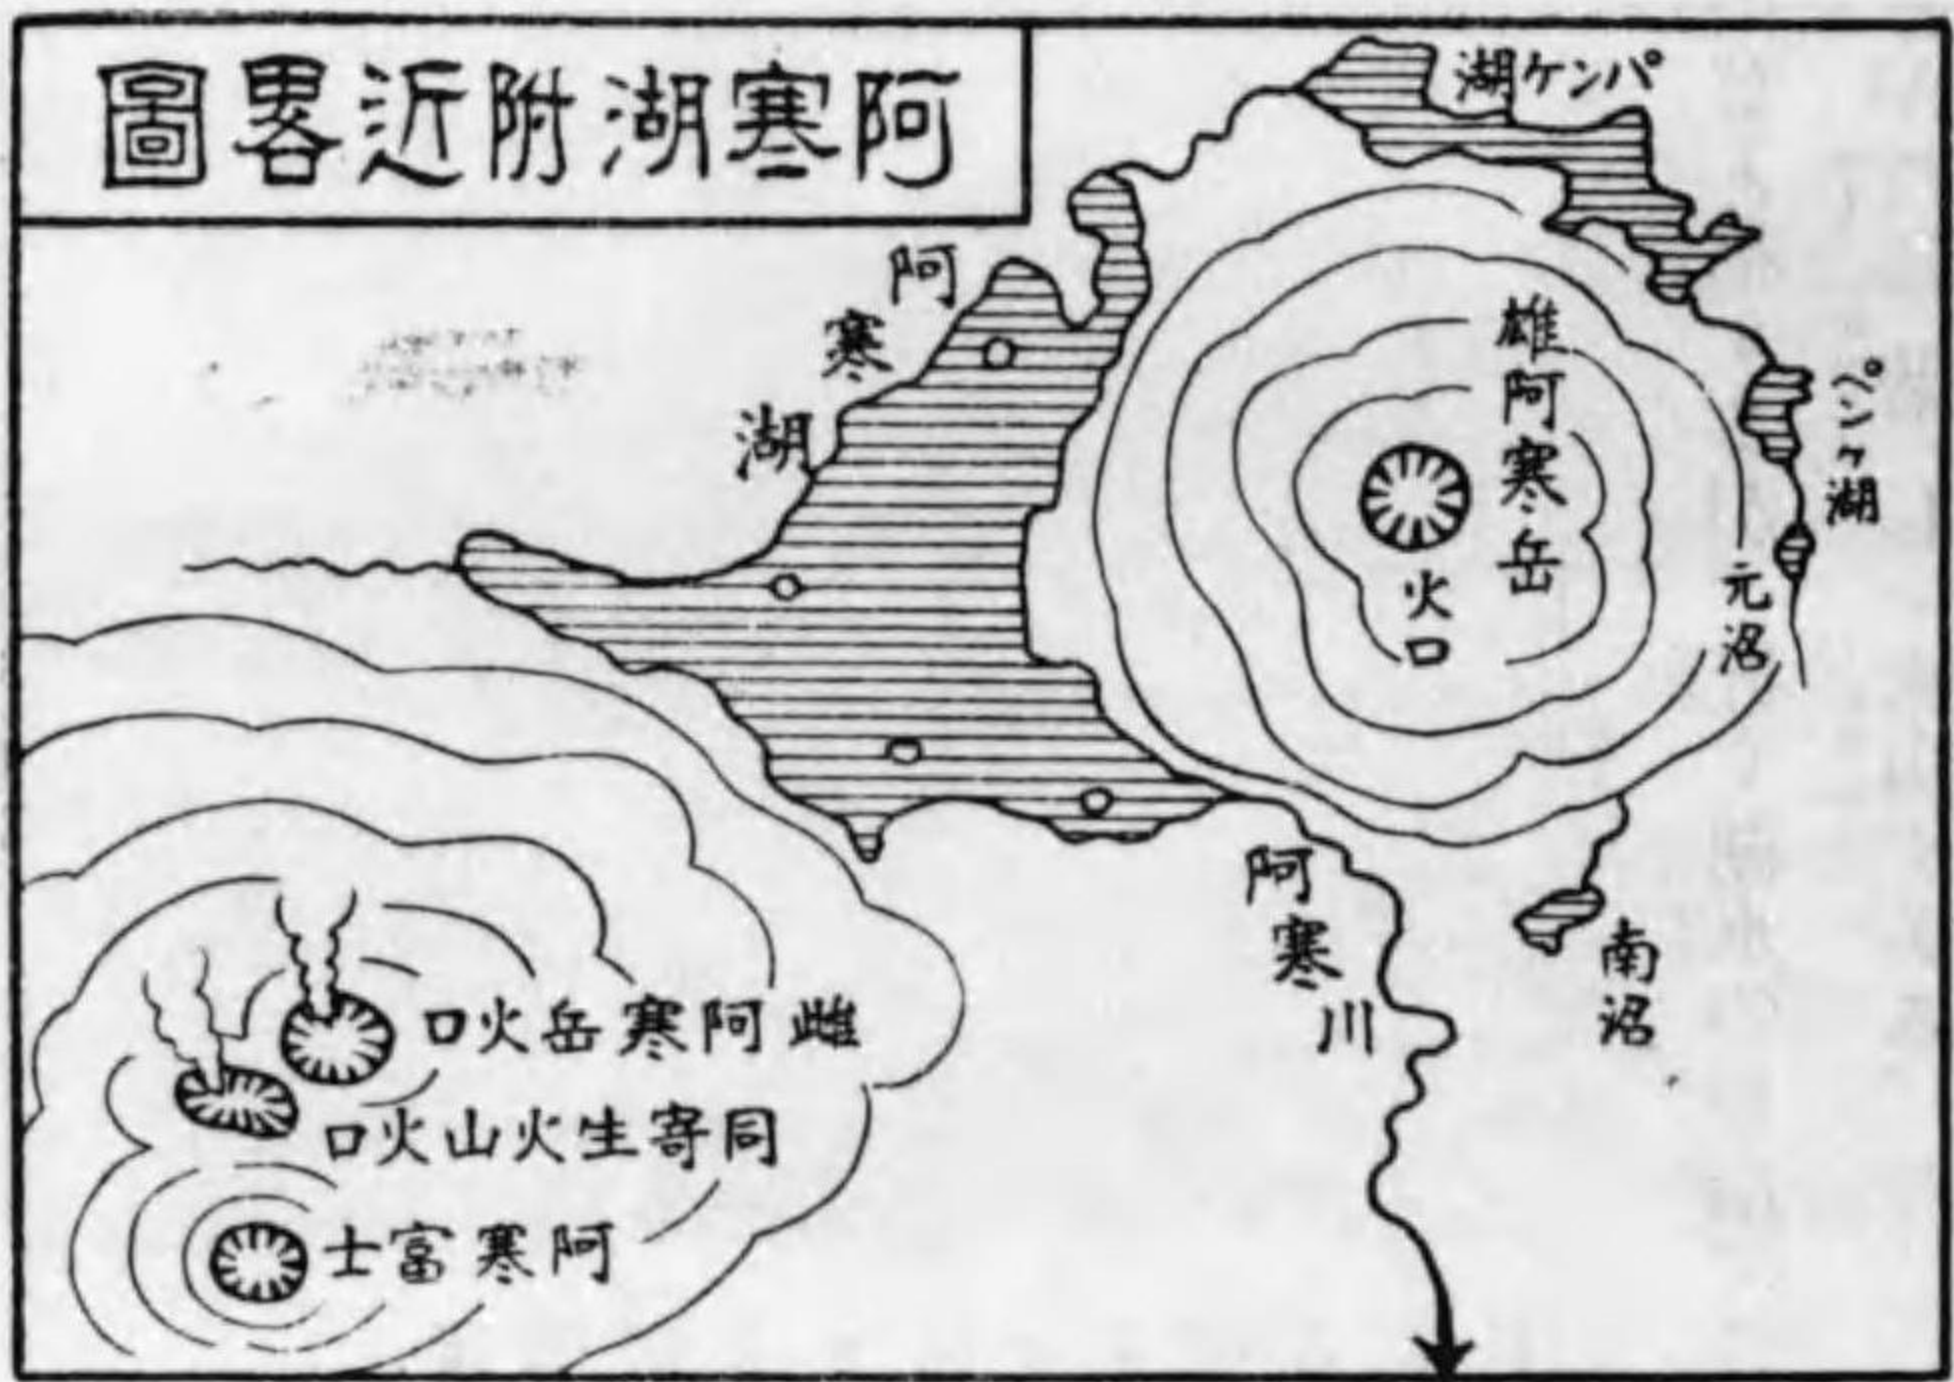 阿寒湖附近畧圖
パンケ湖
阿寒湖
雄阿寒岳
火口
ペンケ湖
元沼
阿寒川
南沼
雌阿寒岳火口
同寄生火山火口
阿寒富士